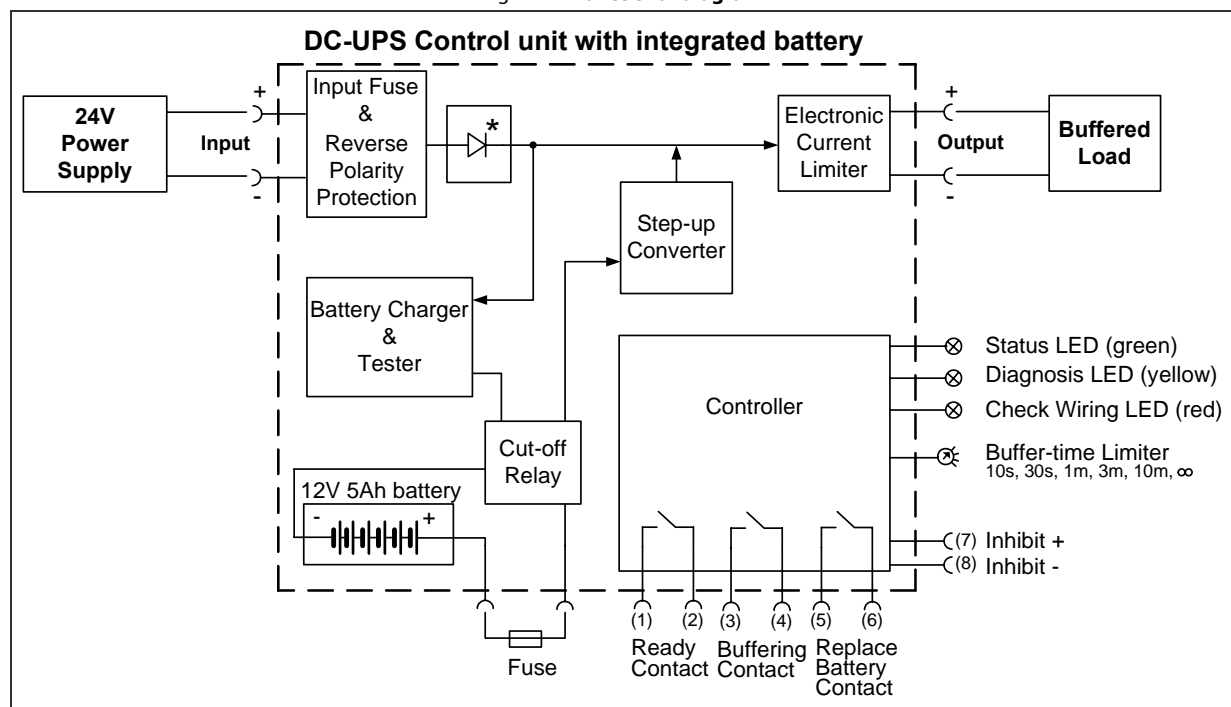 DC-UPS Control unit with integrated battery
24V
Power
Supply
Input
+
-
Input Fuse
&
Reverse
Polarity
Protection
*
Electronic
Current
Limiter
+
Output
-
Buffered
Load
Step-up
Converter
Battery Charger
&
Tester
Cut-off
Relay
12V 5Ah battery
- +
Fuse
Controller
Status LED (green)
Diagnosis LED (yellow)
Check Wiring LED (red)
Buffer-time Limiter
10s, 30s, 1m, 3m, 10m, ∞
(7) Inhibit +
(8) Inhibit -
(1) (2) (3) (4) (5) (6)
Ready
Contact
Buffering
Contact
Replace
Battery
Contact